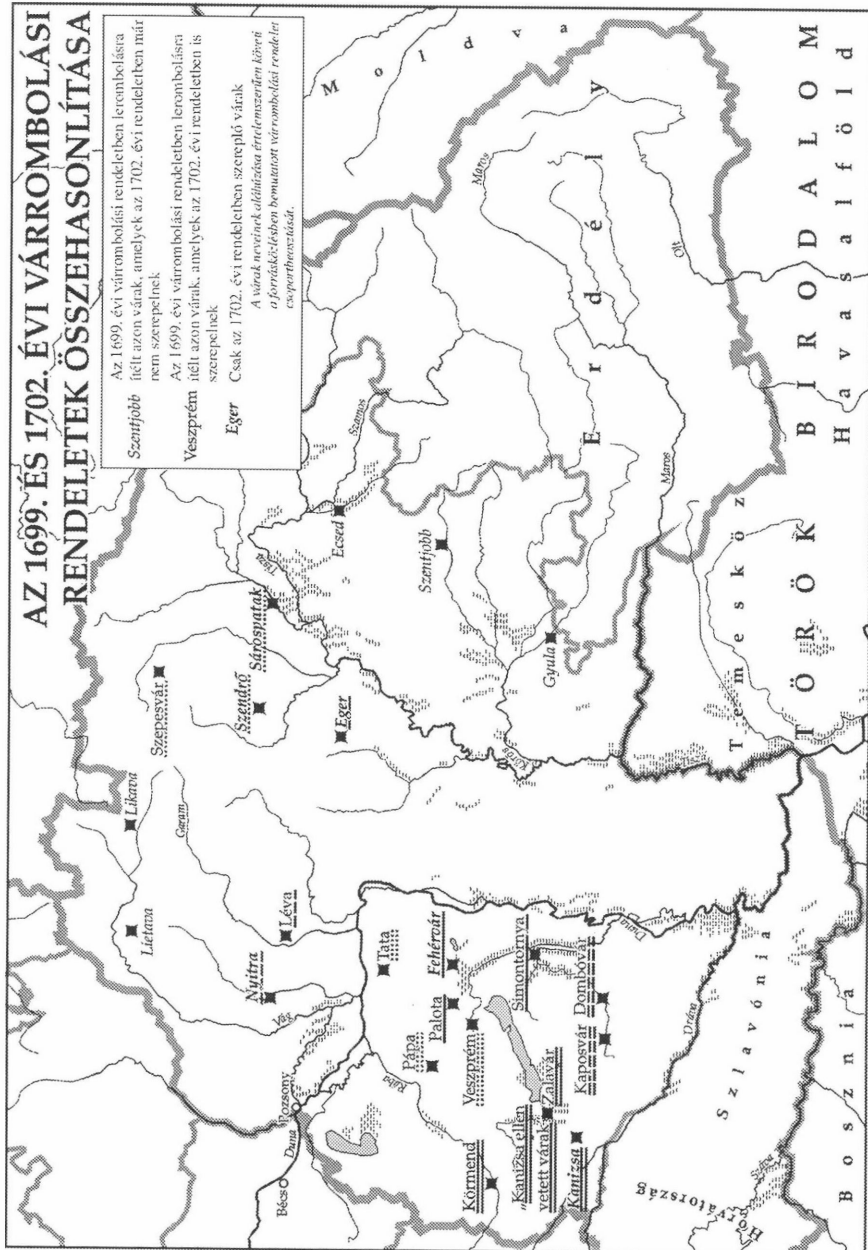 AZ 1699. ÉS 1702. ÉVI VÁRROMBOLÁSI
RENDELETEK ÖSSZEHASONLÍTÁSA
Szentjobb
Az 1699. évi várrombolási rendeletben lerombolásra
ítélt azon várak, amelyek az 1702. évi rendeletben már
nem szerepelnek
Veszprém
Az 1699. évi várrombolási rendeletben lerombolásra
ítélt azon várak, amelyek az 1702. évi rendeletben is
szerepelnek
Eger
Csak az 1702. évi rendeletben szereplő várak
A várak neveinek aláhúzása értelemszerűen követi
a forrásközlésben bemutatott várrombolási rendelet
csoportbeosztását.
Moldva
Likava
Lietava
Szepesvár
Garam
Szendrő
Sárospatak
Tisza
Szamos
Ecsed
Nyitra
Léva
Vág
Eger
Bécs
Duna
Pozsony
Tata
Pápa
Rába
Palota
Fehérvár
Veszprém
Szentjobb
Maros
Körmend
Simontornya
Körös
Gyula
Erdély
"Kanizsa ellen
vetett várak
Zalavár
Kanizsa
Kaposvár
Dombóvár
Duna
Maros
Olt
Dráva
Szlavónia
Temesköz
Horvátország
Száva
Bosznia
TÖRÖK BIRODALOM
Havasalföld